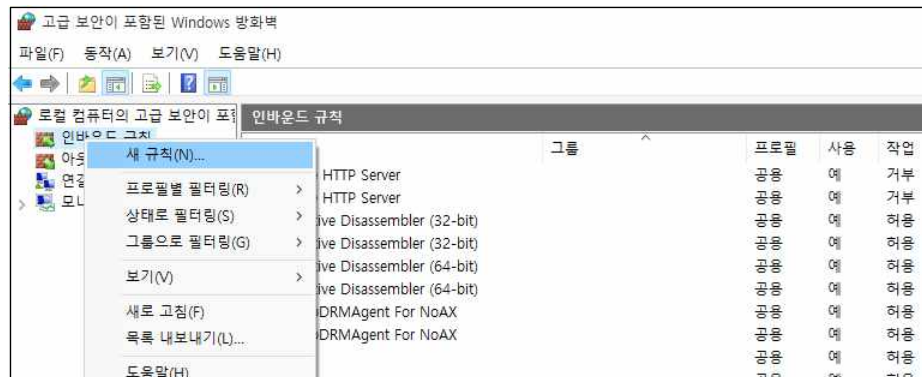 고급 보안이 포함된 Windows 방화벽
파일(F) 동작(A) 보기(V) 도움말(H)
로컬 컴퓨터의 고급 보안이 포함
인바운드 규칙
인바운드 규칙
새 규칙(N)...
프로필별 필터링(R)
상태로 필터링(S)
그룹으로 필터링(G)
보기(V)
새로 고침(F)
목록 내보내기(L)...
도움말(H)
그룹 프로필 사용 작업
HTTP Server 공용 예 거부
HTTP Server 공용 예 거부
ive Disassembler (32-bit) 공용 예 허용
ive Disassembler (32-bit) 공용 예 허용
ive Disassembler (64-bit) 공용 예 허용
ive Disassembler (64-bit) 공용 예 허용
DRMAgent For NoAX 공용 예 허용
DRMAgent For NoAX 공용 예 허용
공용 예 허용